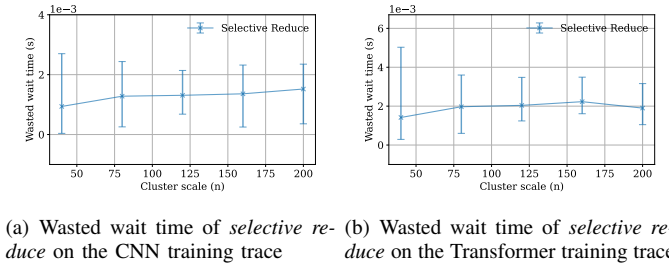 1e−3
Selective Reduce
4
2
0
Wasted wait time (s)
50 75 100 125 150 175 200
Cluster scale (n)
1e−3
Selective Reduce
6
4
2
0
Wasted wait time (s)
50 75 100 125 150 175 200
Cluster scale (n)
(a) Wasted wait time of selective re-
duce on the CNN training trace
(b) Wasted wait time of selective re-
duce on the Transformer training trace